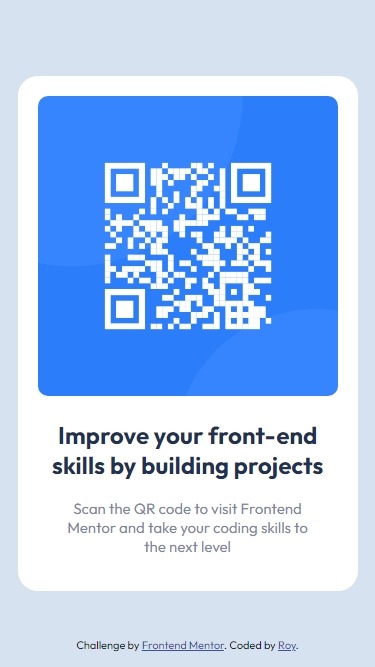 Improve your front-end
skills by building projects
Scan the QR code to visit Frontend
Mentor and take your coding skills to
the next level
Challenge by Frontend Mentor. Coded by Roy.